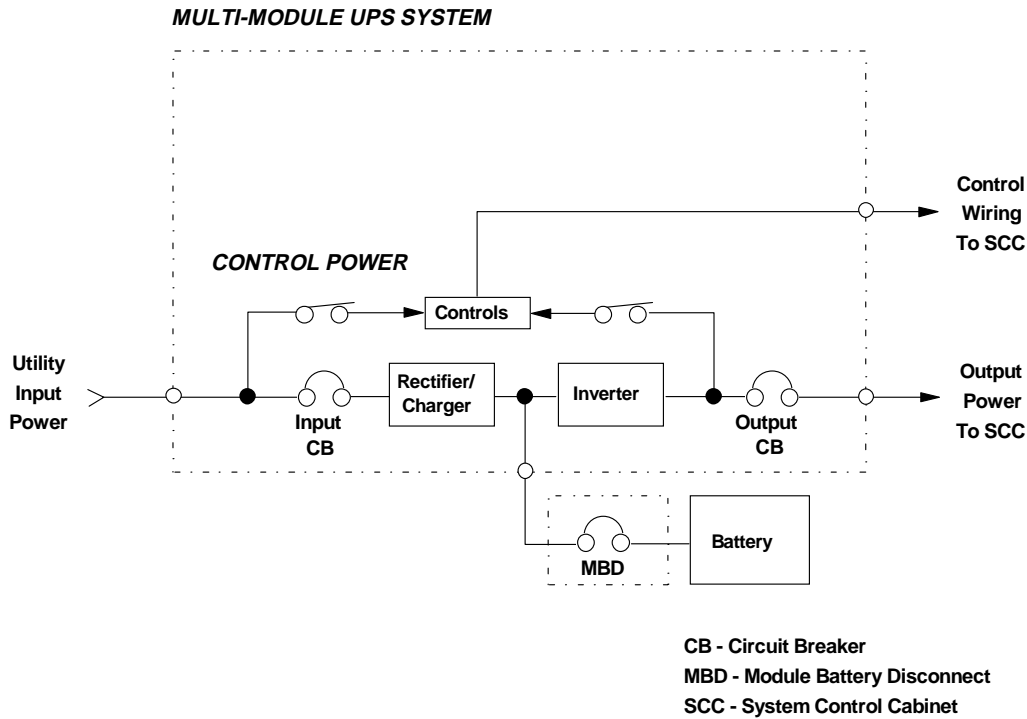 MULTI-MODULE UPS SYSTEM
Control
Wiring
To SCC
CONTROL POWER
Controls
Utility
Input
Power
Input
CB
Rectifier/
Charger
Inverter
Output
CB
Output
Power
To SCC
MBD
Battery
CB - Circuit Breaker
MBD - Module Battery Disconnect
SCC - System Control Cabinet